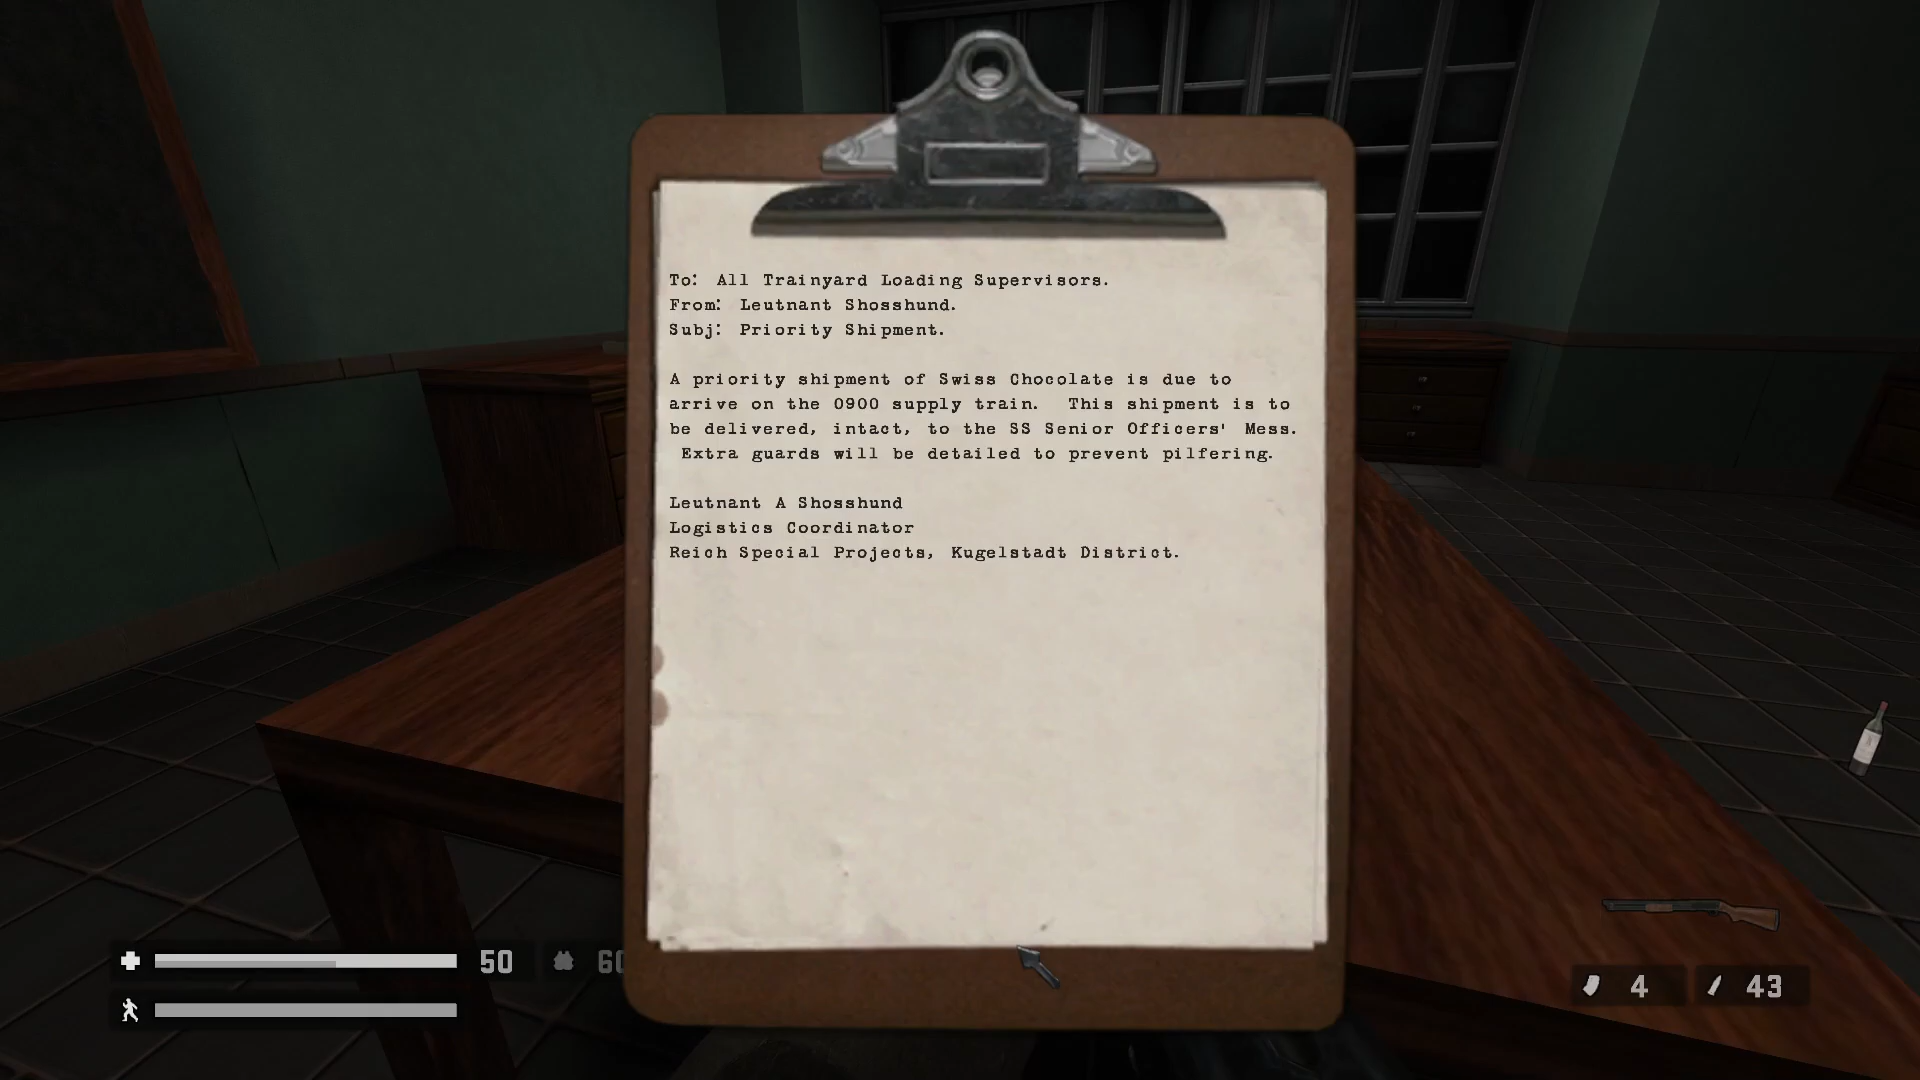 To: All Trainyard Loading Supervisors.
From: Leutnant Shosshund.
Subj: Priority Shipment.
A priority shipment of Swiss Chocolate is due to
arrive on the 0900 supply train. This shipment is to
be delivered, intact, to the SS Senior Officers' Mess.
Extra guards will be detailed to prevent pilfering.
Leutnant A Shosshund
Logistics Coordinator
Reich Special Projects, Kugelstadt District.
50
60
4
43